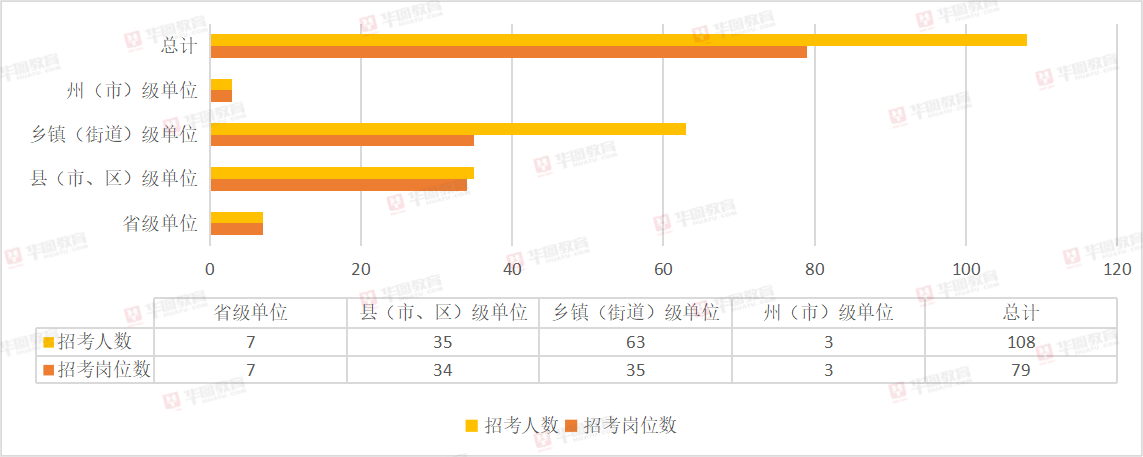 总计
州（市）级单位
乡镇（街道）级单位
县（市、区）级单位
省级单位
0 20 40 60 80 100 120
省级单位 县（市、区）级单位 乡镇（街道）级单位 州（市）级单位 总计
招考人数 7 35 63 3 108
招考岗位数 7 34 35 3 79
招考人数 招考岗位数
华图教育